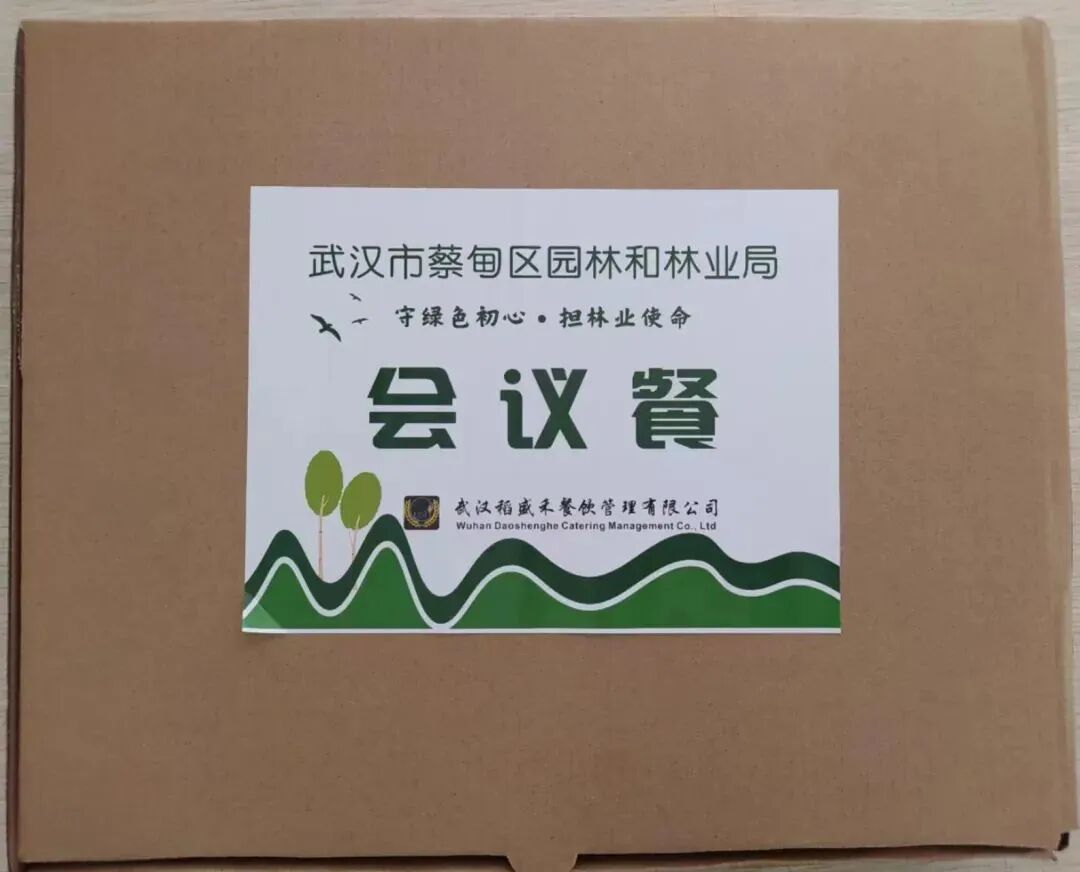 武汉市蔡甸区园林和林业局
守绿色初心·担林业使命
会议餐
武汉稻盛禾餐饮管理有限公司
Wuhan Daoshenghe Catering Management Co., Ltd